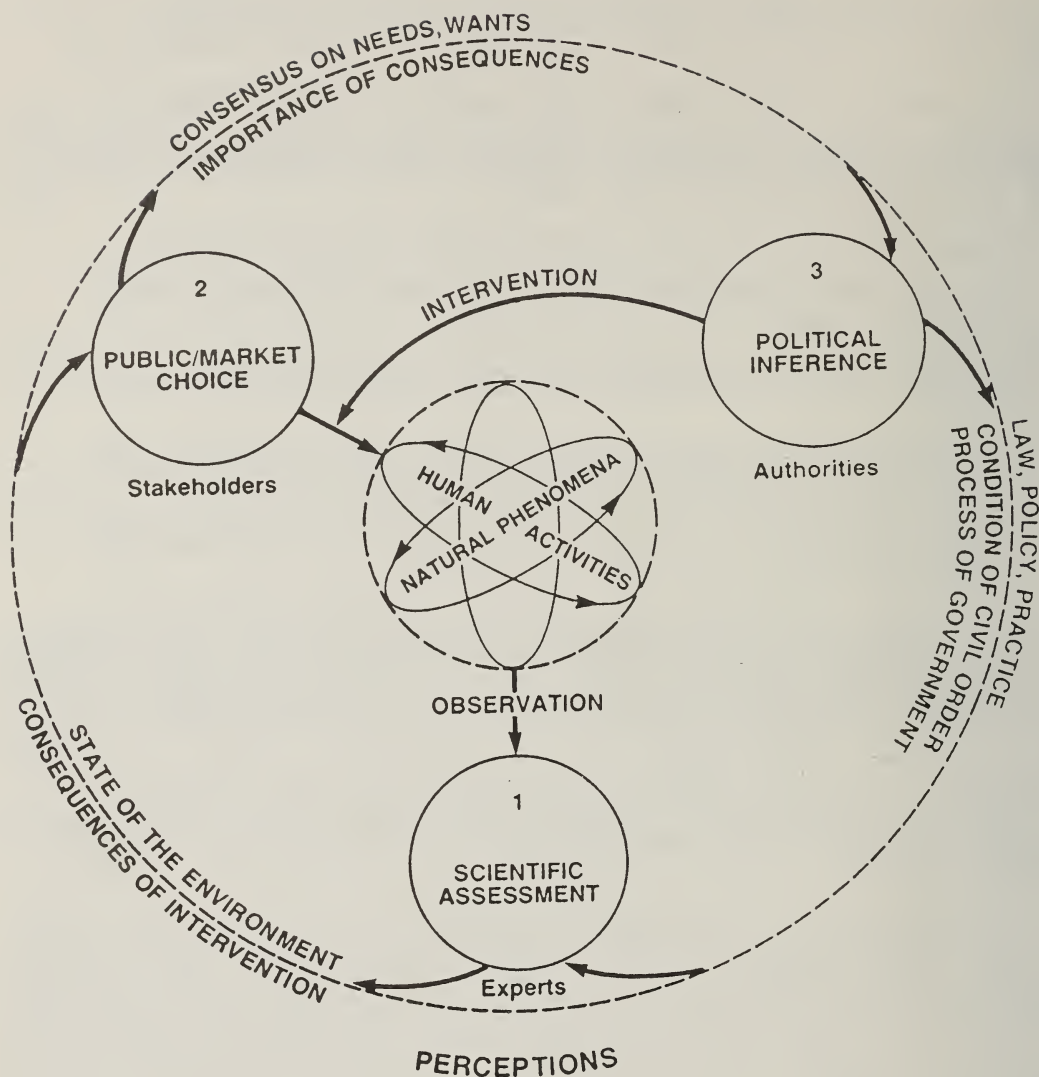 CONSENSUS ON NEEDS, WANTS
IMPORTANCE OF CONSEQUENCES
2
PUBLIC/MARKET
CHOICE
Stakeholders
INTERVENTION
3
POLITICAL
INFERENCE
Authorities
HUMAN
ACTIVITIES
NATURAL PHENOMENA
LAW, POLICY, PRACTICE
CONDITION OF CIVIL ORDER
PROCESS OF GOVERNMENT
OBSERVATION
1
SCIENTIFIC
ASSESSMENT
Experts
STATE OF THE ENVIRONMENT
CONSEQUENCES OF INTERVENTION
PERCEPTIONS